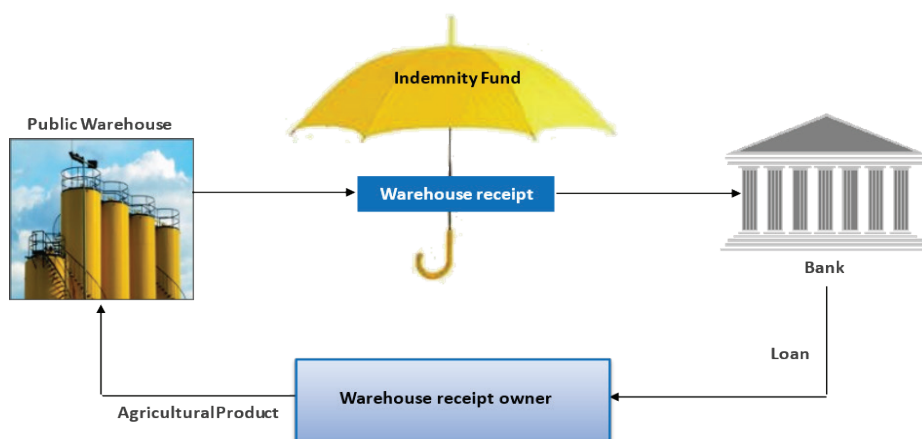 Indemnity Fund
Public Warehouse
Warehouse receipt
Bank
Loan
Warehouse receipt owner
Agricultural Product